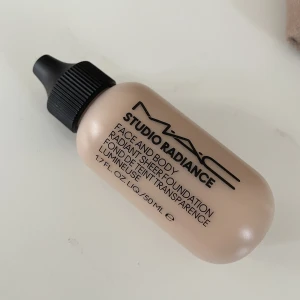 M·A·C
STUDIO RADIANCE
FACE AND BODY
RADIANT SHEER FOUNDATION
FOND DE TEINT TRANSPARENCE
LUMINEUSE
1.7 FL.OZ.LIQ/50 ML ℮